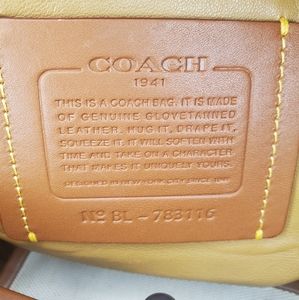 COACH
1941
THIS IS A COACH BAG. IT IS MADE
OF GENUINE GLOVETANNED
LEATHER. HUG IT, DRAPE IT,
SQUEEZE IT. IT WILL SOFTEN WITH
TIME AND TAKE ON A CHARACTER
THAT MAKES IT UNIQUELY YOURS.
DESIGNED IN NEW YORK CITY SINCE 1941
Nº BL - 783116